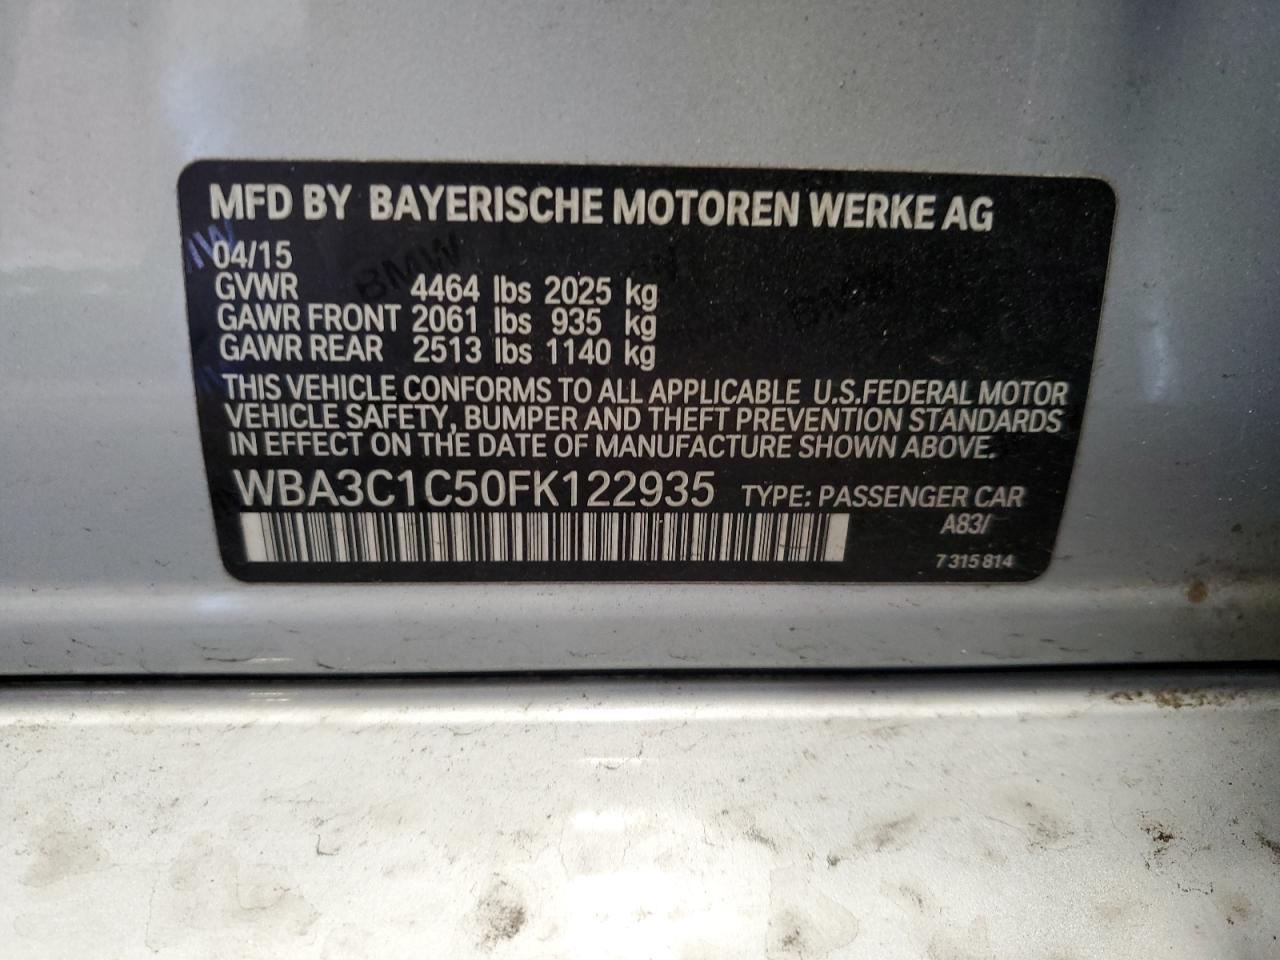 MFD BY BAYERISCHE MOTOREN WERKE AG
04/15
GVWR 4464 lbs 2025 kg
GAWR FRONT 2061 lbs 935 kg
GAWR REAR 2513 lbs 1140 kg
THIS VEHICLE CONFORMS TO ALL APPLICABLE U.S.FEDERAL MOTOR
VEHICLE SAFETY, BUMPER AND THEFT PREVENTION STANDARDS
IN EFFECT ON THE DATE OF MANUFACTURE SHOWN ABOVE.
WBA3C1C50FK122935 TYPE: PASSENGER CAR
A83/
7 315 814